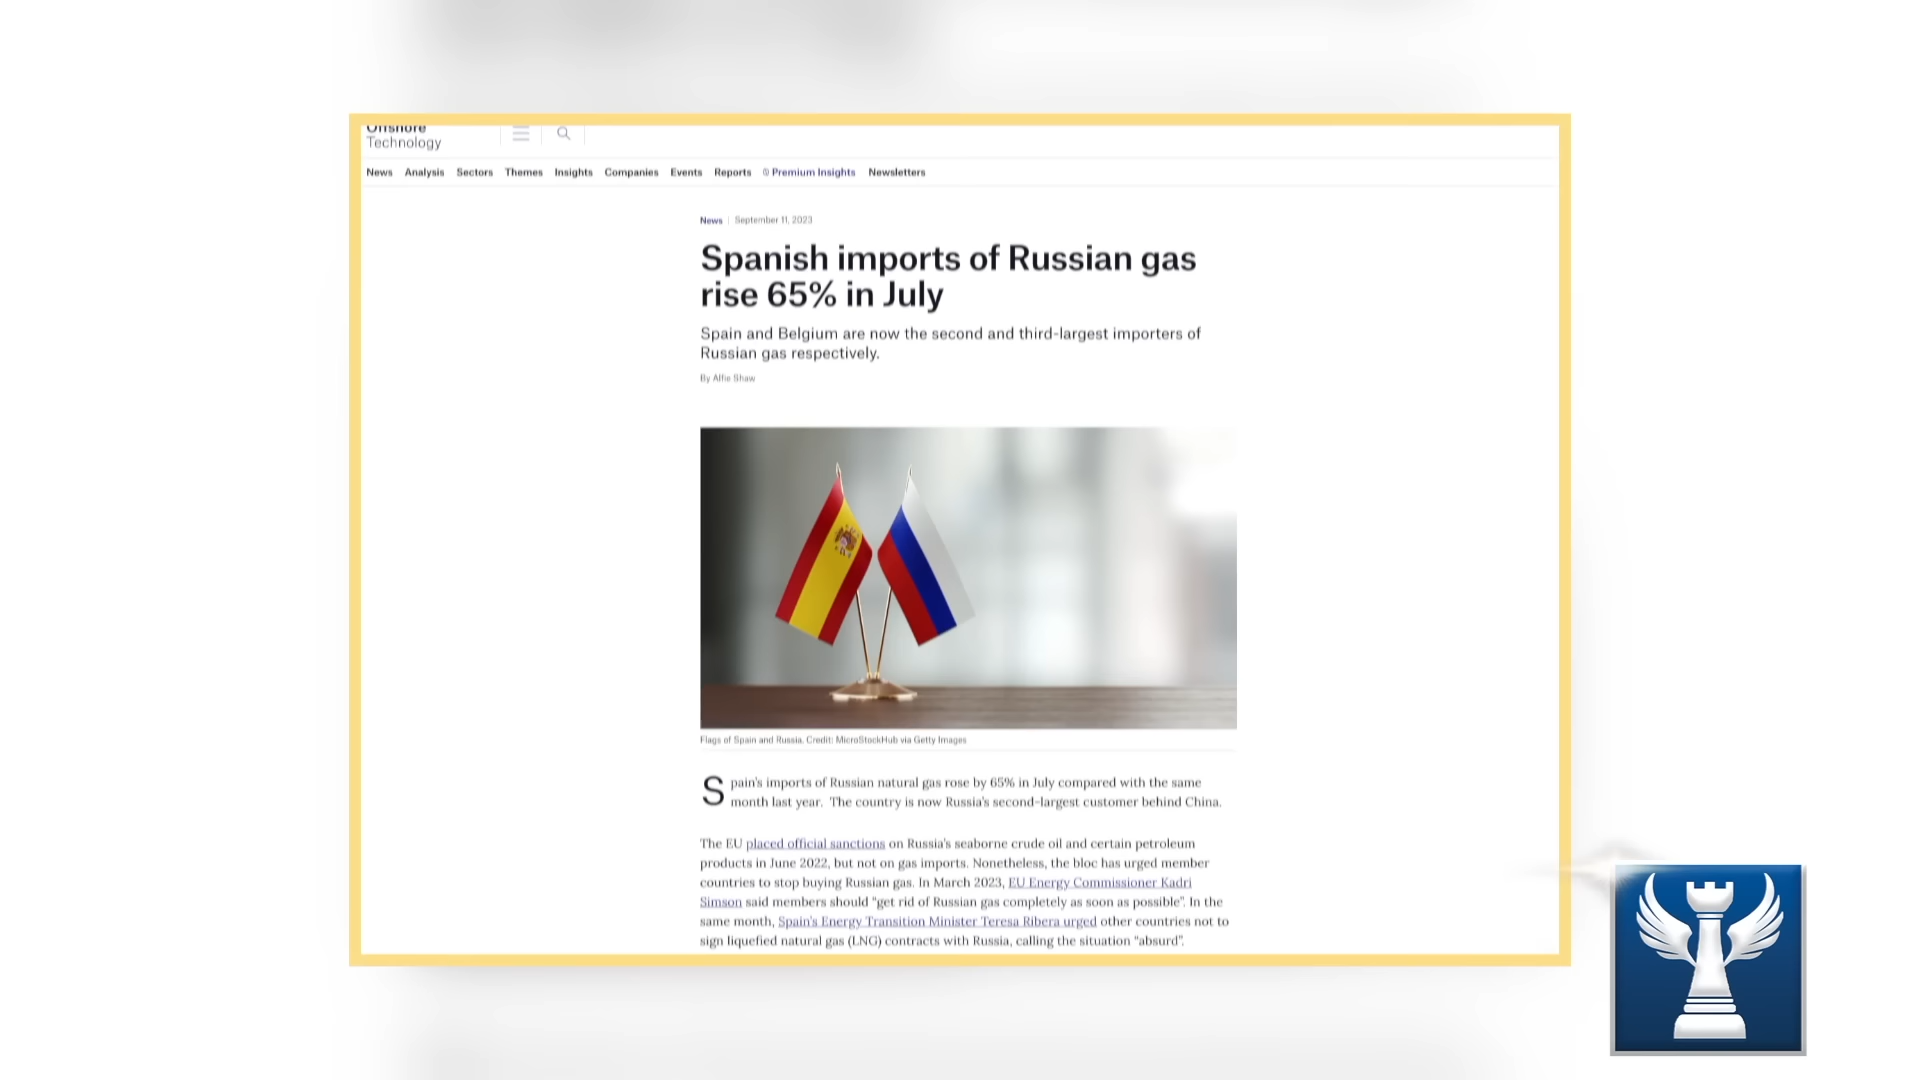 Offshore
Technology
News Analysis Sectors Themes Insights Companies Events Reports Premium Insights Newsletters
News | September 11, 2023
Spanish imports of Russian gas
rise 65% in July
Spain and Belgium are now the second and third-largest importers of
Russian gas respectively.
By Alfie Shaw
Flags of Spain and Russia. Credit: MicroStockHub via Getty Images
Spain's imports of Russian natural gas rose by 65% in July compared with the same
month last year. The country is now Russia's second-largest customer behind China.
The EU placed official sanctions on Russia's seaborne crude oil and certain petroleum
products in June 2022, but not on gas imports. Nonetheless, the bloc has urged member
countries to stop buying Russian gas. In March 2023, EU Energy Commissioner Kadri
Simson said members should "get rid of Russian gas completely as soon as possible". In the
same month, Spain's Energy Transition Minister Teresa Ribera urged other countries not to
sign liquefied natural gas (LNG) contracts with Russia, calling the situation "absurd".